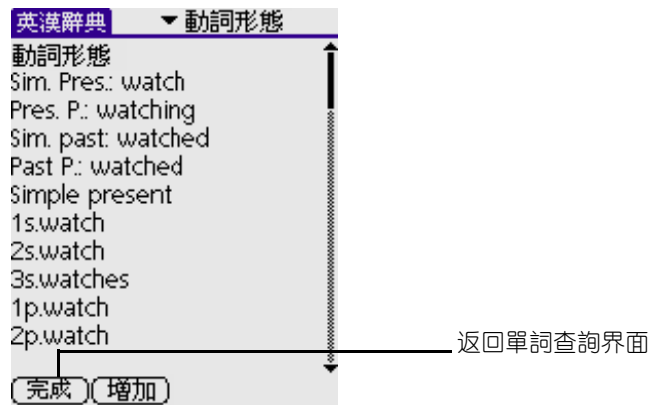 英漢辭典 ▼ 動詞形態
動詞形態
Sim. Pres.: watch
Pres. P.: watching
Sim. past: watched
Past P.: watched
Simple present
1s.watch
2s.watch
3s.watches
1p.watch
2p.watch
返回單詞查詢界面
完成 增加